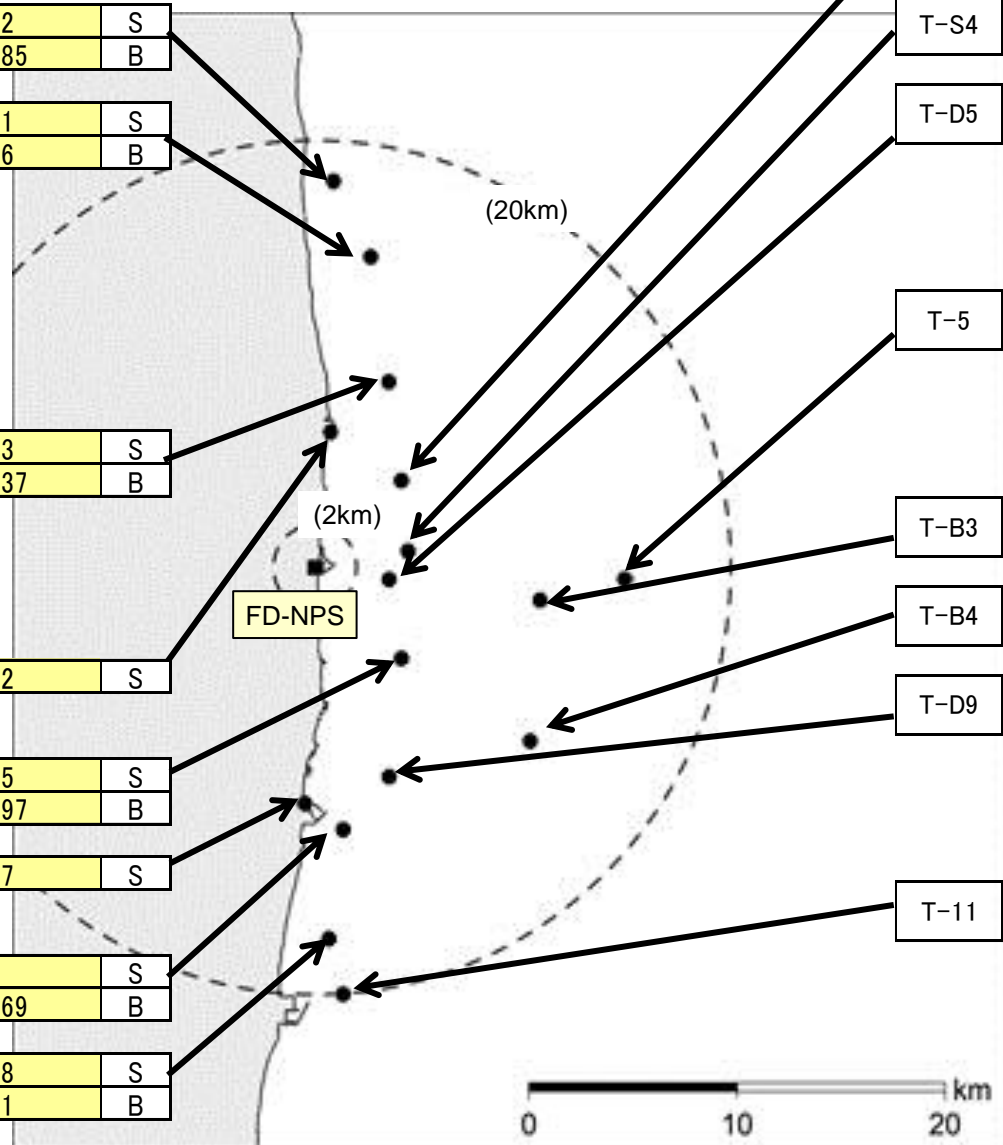 2 S
85 B
T-S4
1 S
6 B
T-D5
(20km)
T-5
3 S
37 B
(2km)
T-B3
FD-NPS
T-B4
2 S
T-D9
5 S
97 B
7 S
T-11
S
69 B
8 S
1 B
km
0 10 20